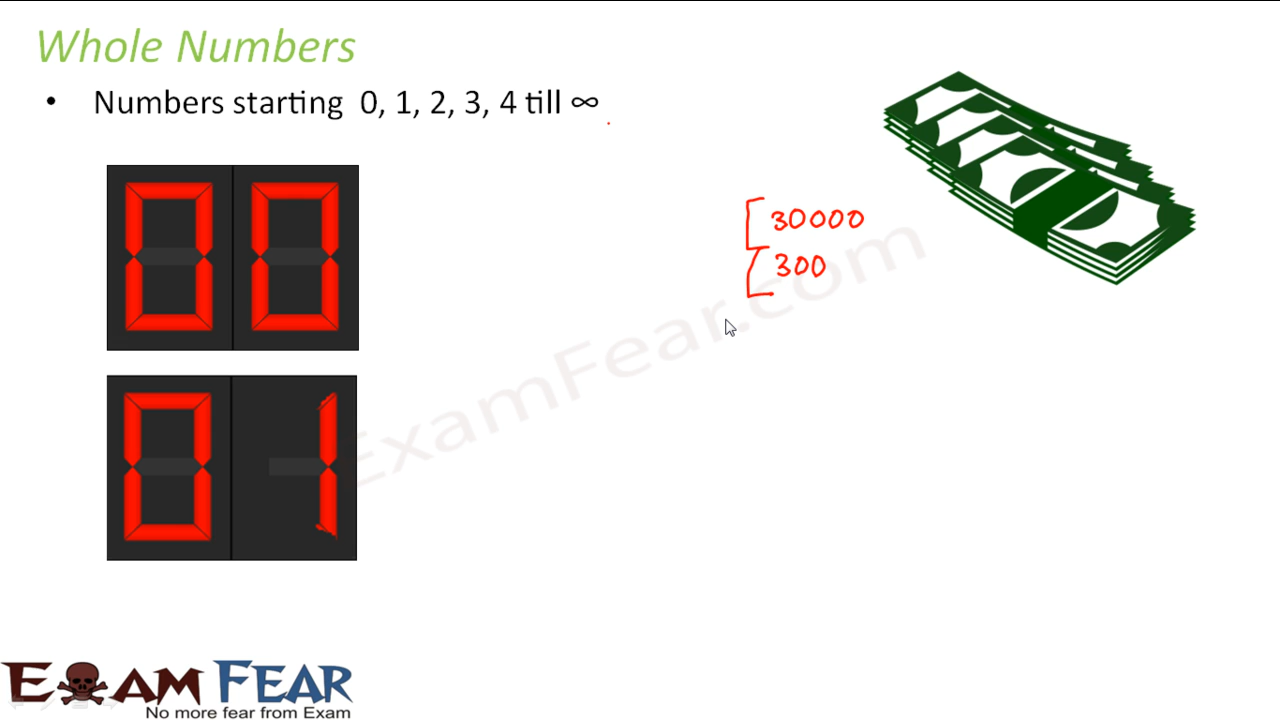 Whole Numbers
• Numbers starting 0, 1, 2, 3, 4 till ∞
00
30000
300
01
ExamFear.com
EXAM FEAR
No more fear from Exam